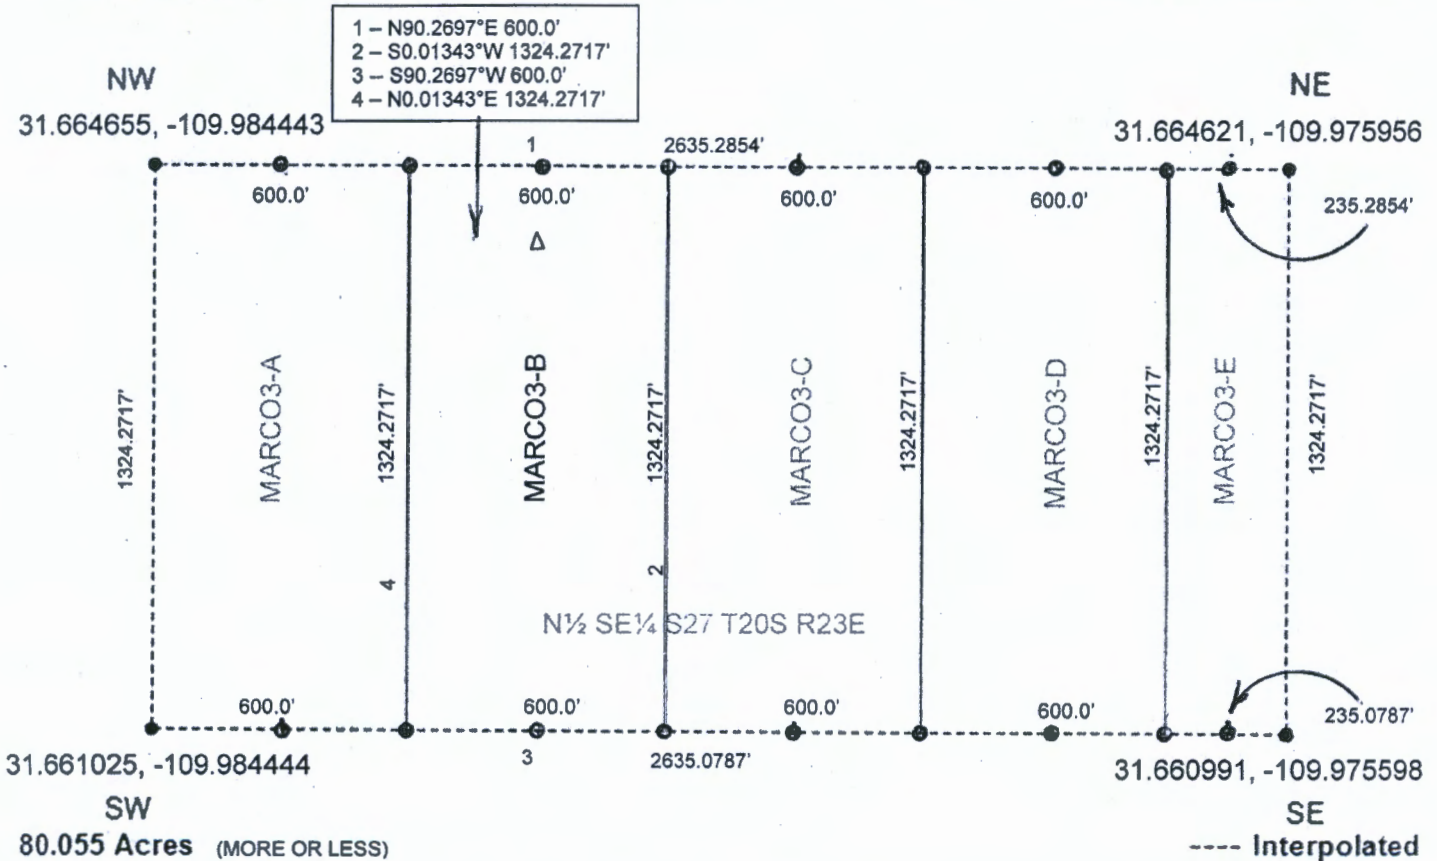 1 – N90.2697°E 600.0'
2 – S0.01343°W 1324.2717'
3 – S90.2697°W 600.0'
4 – N0.01343°E 1324.2717'
NW
31.664655, -109.984443
NE
31.664621, -109.975956
1
2635.2854'
600.0'
600.0'
600.0'
600.0'
235.2854'
Δ
1324.2717'
MARCO3-A
1324.2717'
MARCO3-B
1324.2717'
MARCO3-C
1324.2717'
MARCO3-D
1324.2717'
MARCO3-E
1324.2717'
4
2
N½ SE¼ S27 T20S R23E
600.0'
600.0'
600.0'
600.0'
235.0787'
3
2635.0787'
31.661025, -109.984444
SW
31.660991, -109.975598
SE
80.055 Acres (MORE OR LESS)
---- Interpolated